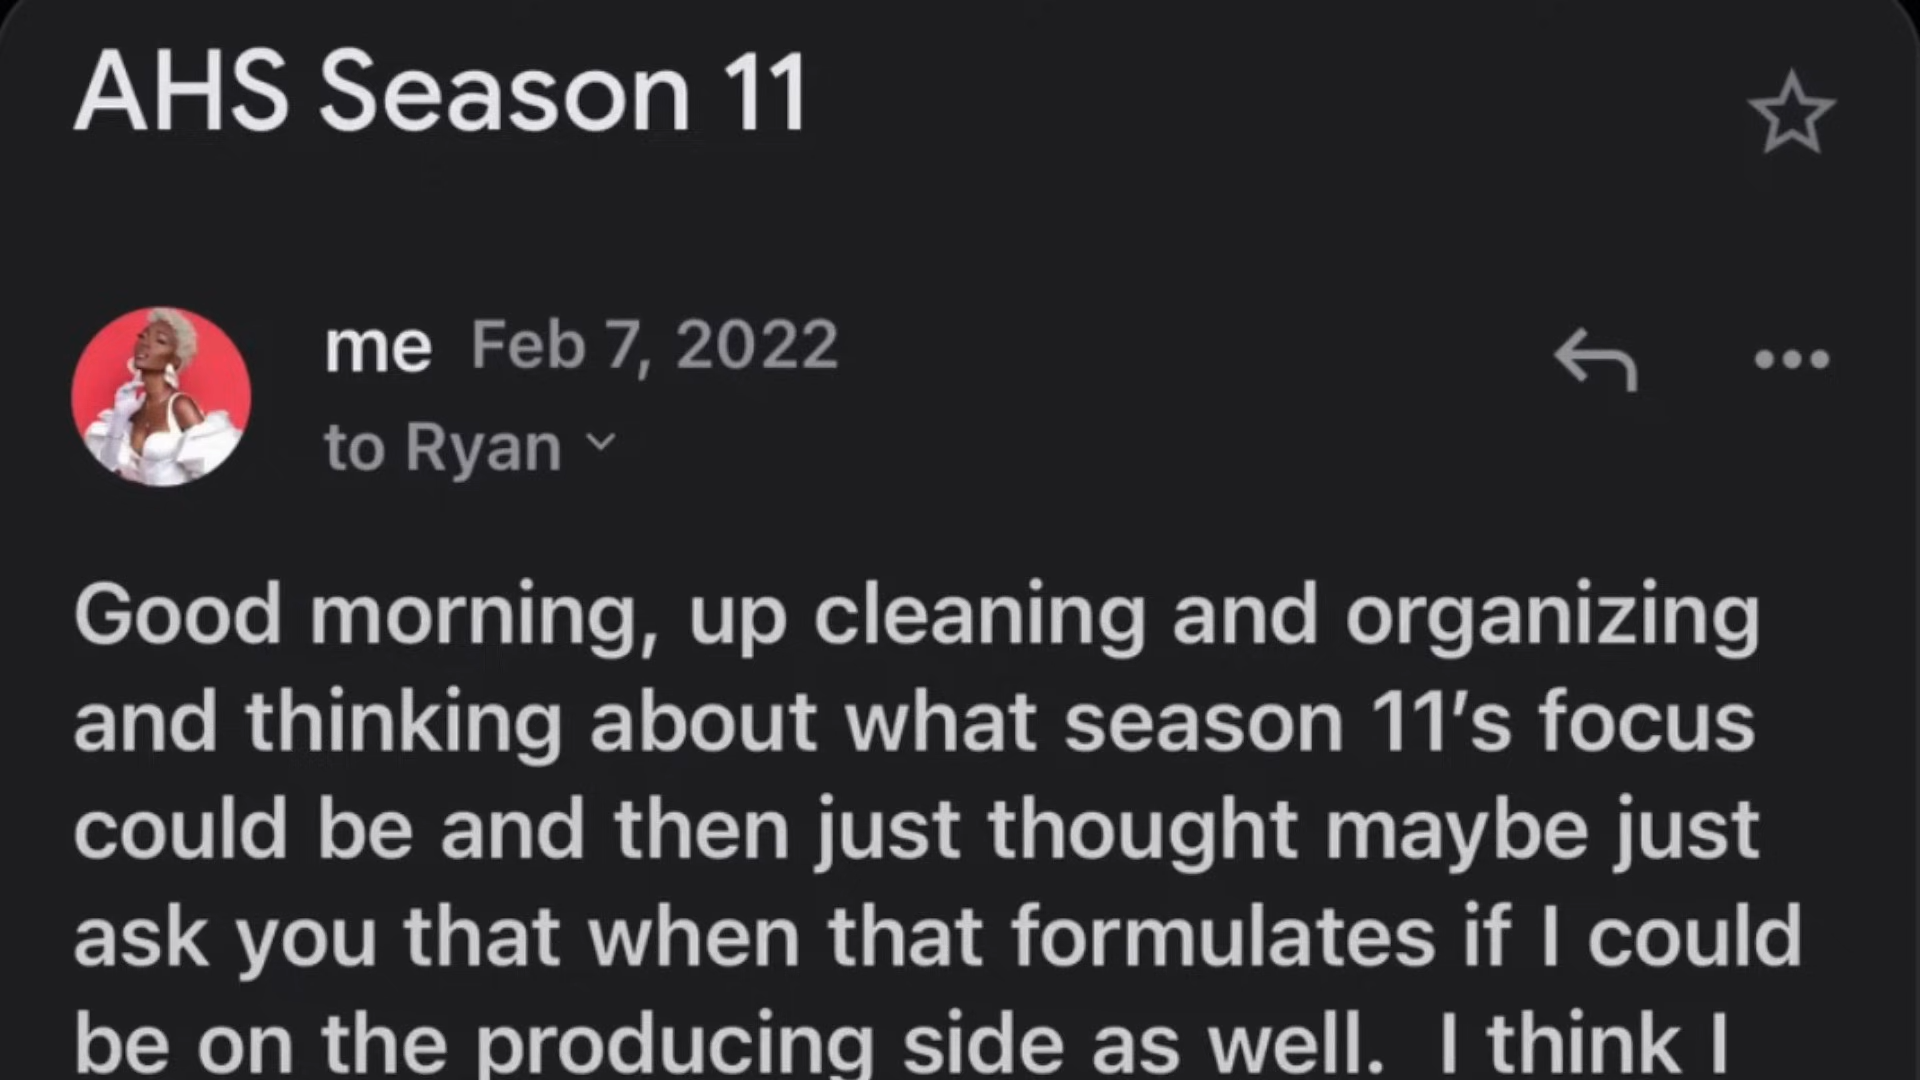 AHS Season 11
me Feb 7, 2022
to Ryan
Good morning, up cleaning and organizing
and thinking about what season 11’s focus
could be and then just thought maybe just
ask you that when that formulates if I could
be on the producing side as well. I think I